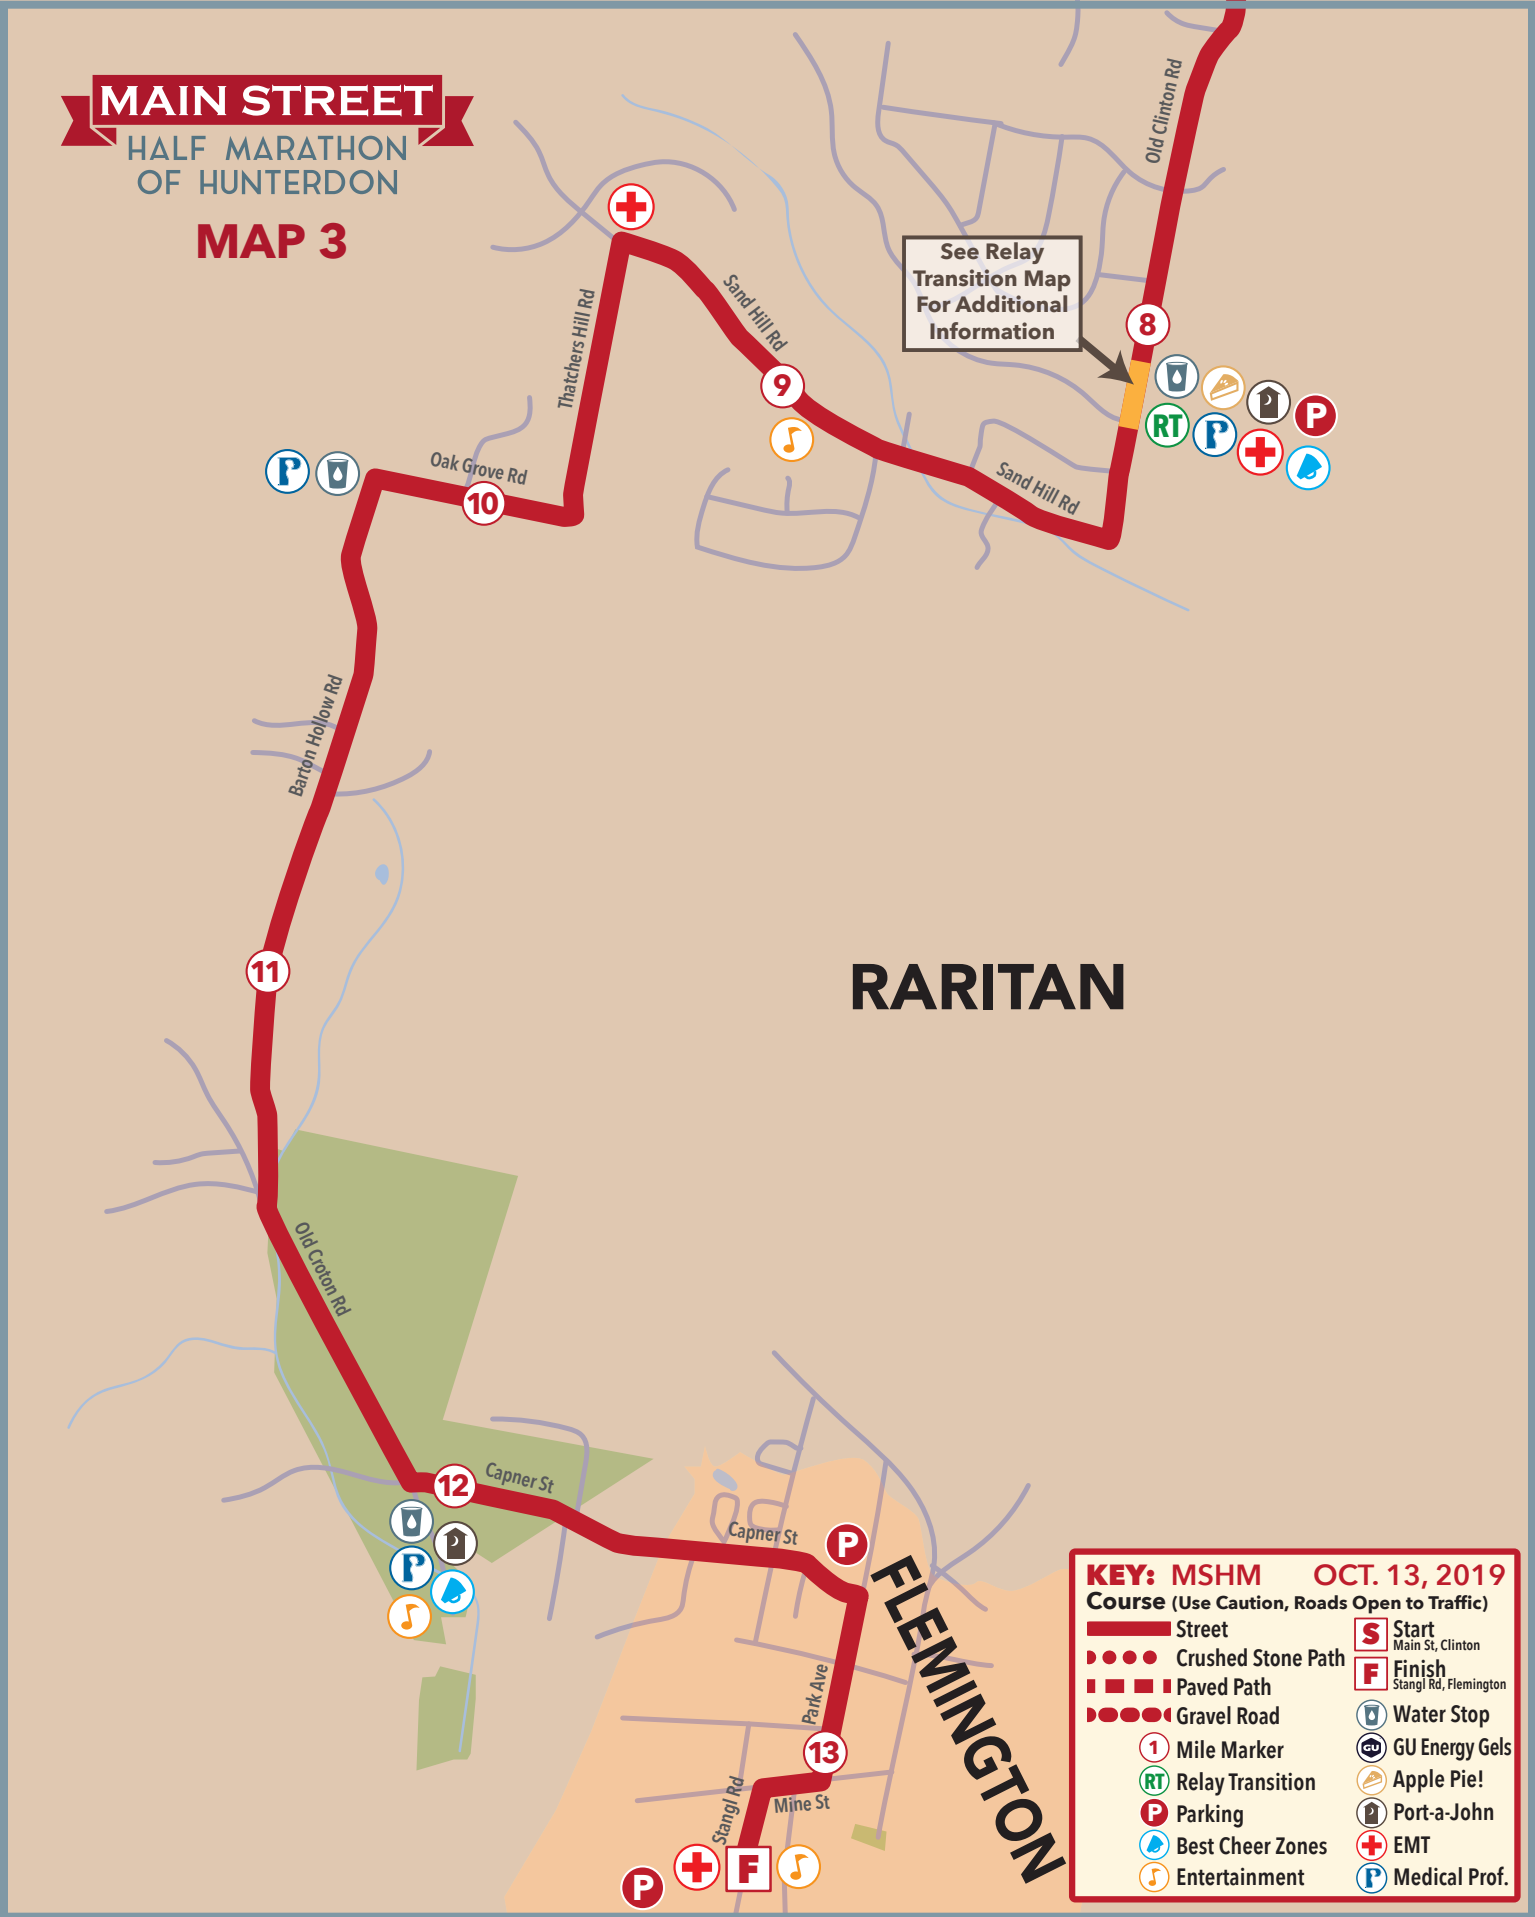 MAIN STREET
HALF MARATHON
OF HUNTERDON
MAP 3
Old Clinton Rd
See Relay
Transition Map
For Additional
Information
8
RT
P
P
Sand Hill Rd
Sand Hill Rd
9
Thatchers Hill Rd
Oak Grove Rd
10
P
Barton Hollow Rd
11
RARITAN
Old Croton Rd
12
Capner St
P
Capner St
P
FLEMINGTON
Park Ave
13
Mine St
Stangl Rd
F
P
KEY: MSHM OCT. 13, 2019
Course (Use Caution, Roads Open to Traffic)
Street
Crushed Stone Path
Paved Path
Gravel Road
1 Mile Marker
RT Relay Transition
P Parking
Best Cheer Zones
Entertainment
S Start
Main St, Clinton
F Finish
Stangl Rd, Flemington
Water Stop
GU GU Energy Gels
Apple Pie!
Port-a-John
EMT
P Medical Prof.